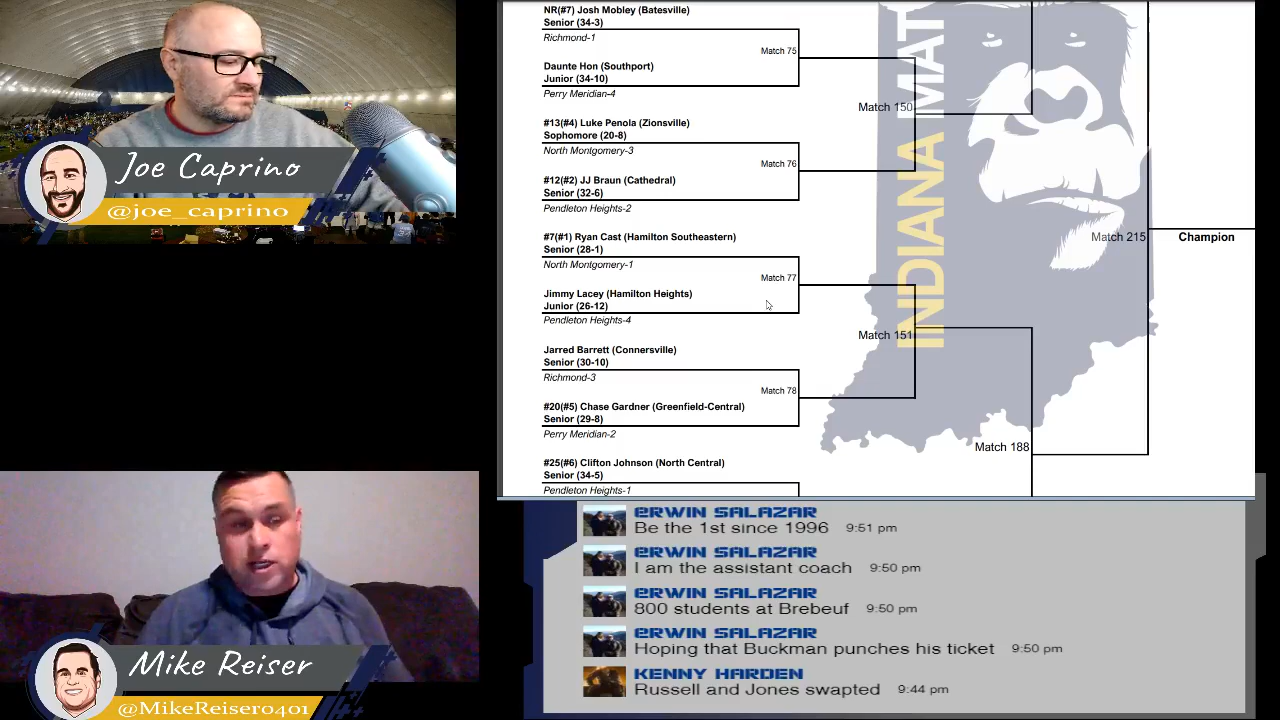 Joe Caprino
@joe_caprino
NR(#7) Josh Mobley (Batesville)
Senior (34-3)
Richmond-1
Match 75
Daunte Hon (Southport)
Junior (34-10)
Perry Meridian-4
Match 150
#13(#4) Luke Penola (Zionsville)
Sophomore (20-8)
North Montgomery-3
Match 76
#12(#2) JJ Braun (Cathedral)
Senior (32-6)
Pendleton Heights-2
#7(#1) Ryan Cast (Hamilton Southeastern)
Senior (28-1)
North Montgomery-1
Match 77
Jimmy Lacey (Hamilton Heights)
Junior (26-12)
Pendleton Heights-4
Match 151
Jarred Barrett (Connersville)
Senior (30-10)
Richmond-3
Match 78
#20(#5) Chase Gardner (Greenfield-Central)
Senior (29-8)
Perry Meridian-2
Match 188
#25(#6) Clifton Johnson (North Central)
Senior (34-5)
Pendleton Heights-1
Match 215
Champion
INDIANA MAT
Mike Reiser
@MikeReiser0401
ERWIN SALAZAR
Be the 1st since 1996 9:51 pm
ERWIN SALAZAR
I am the assistant coach 9:50 pm
ERWIN SALAZAR
800 students at Brebeuf 9:50 pm
ERWIN SALAZAR
Hoping that Buckman punches his ticket 9:50 pm
KENNY HARDEN
Russell and Jones swapted 9:44 pm